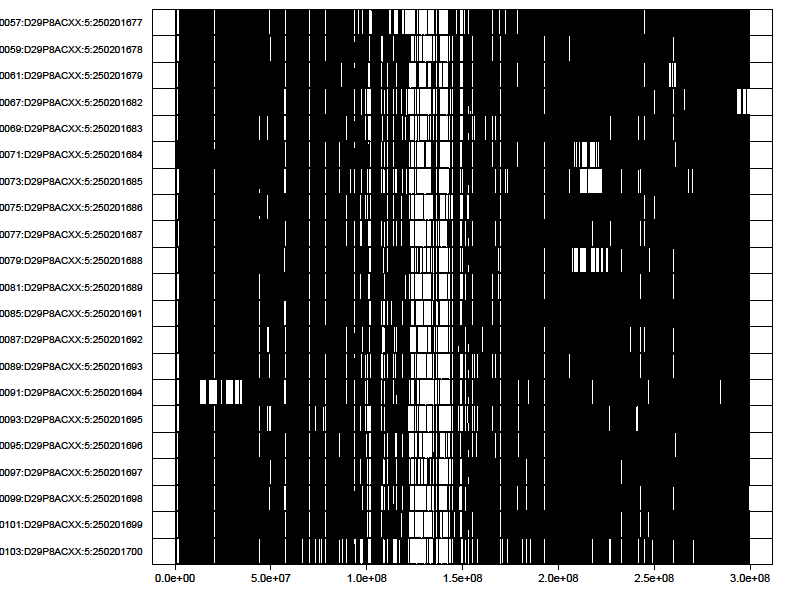 0057:D29P8ACXX:5:250201677
0059:D29P8ACXX:5:250201678
0061:D29P8ACXX:5:250201679
0067:D29P8ACXX:5:250201682
0069:D29P8ACXX:5:250201683
0071:D29P8ACXX:5:250201684
0073:D29P8ACXX:5:250201685
0075:D29P8ACXX:5:250201686
0077:D29P8ACXX:5:250201687
0079:D29P8ACXX:5:250201688
0081:D29P8ACXX:5:250201689
0085:D29P8ACXX:5:250201691
0087:D29P8ACXX:5:250201692
0089:D29P8ACXX:5:250201693
0091:D29P8ACXX:5:250201694
0093:D29P8ACXX:5:250201695
0095:D29P8ACXX:5:250201696
0097:D29P8ACXX:5:250201697
0099:D29P8ACXX:5:250201698
0101:D29P8ACXX:5:250201699
0103:D29P8ACXX:5:250201700
0.0e+00 5.0e+07 1.0e+08 1.5e+08 2.0e+08 2.5e+08 3.0e+08